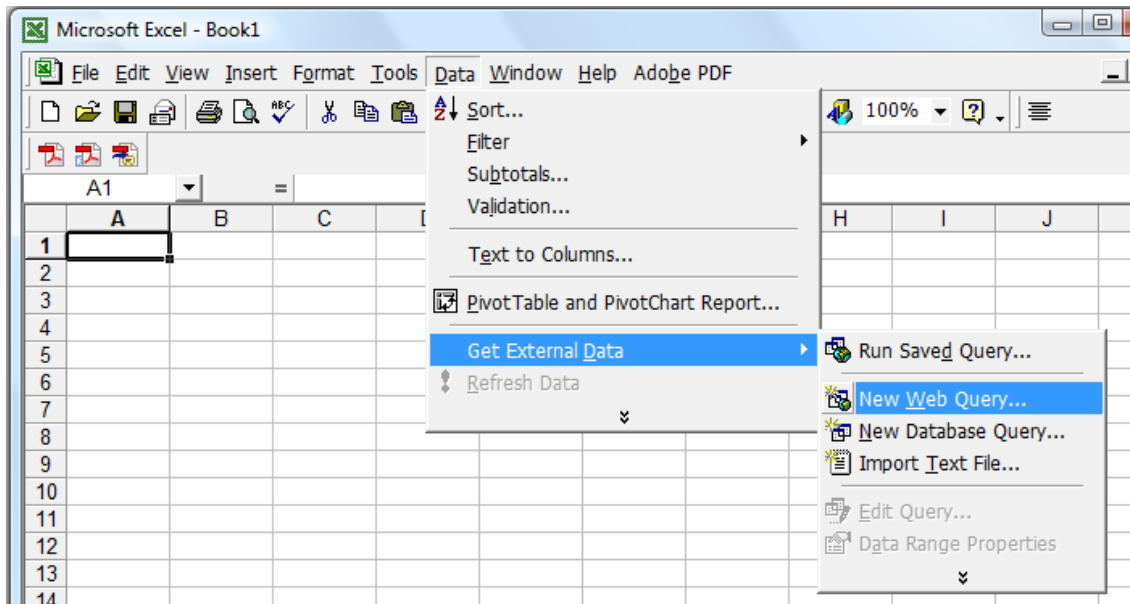 Microsoft Excel - Book1
File Edit View Insert Format Tools Data Window Help Adobe PDF
ABC 100%
A1 =
A B C H I J
Sort...
Filter
Subtotals...
Validation...
Text to Columns...
PivotTable and PivotChart Report...
Get External Data
Refresh Data
Run Saved Query...
New Web Query...
New Database Query...
Import Text File...
Edit Query...
Data Range Properties
1
2
3
4
5
6
7
8
9
10
11
12
13
14